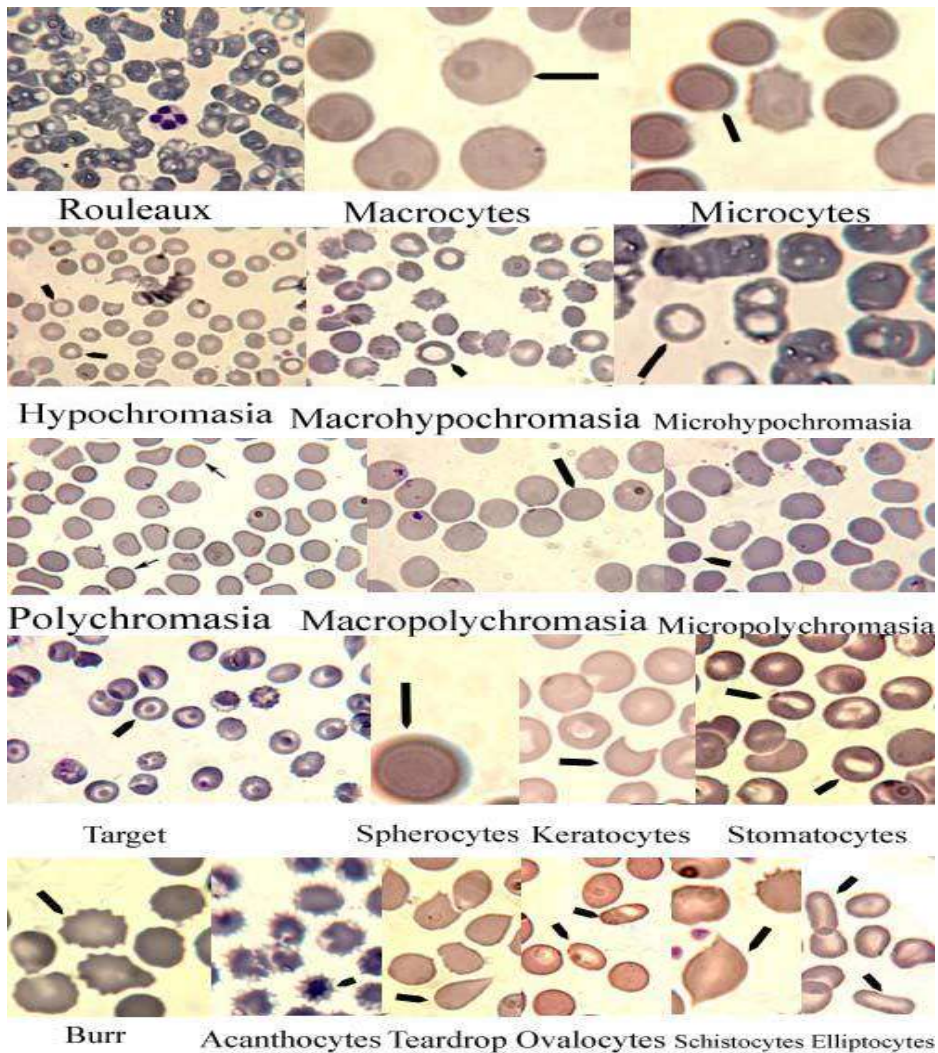 Rouleaux Macrocytes Microcytes
Hypochromasia Macrohypochromasia Microhypochromasia
Polychromasia Macropolychromasia Micropolychromasia
Target Spherocytes Keratocytes Stomatocytes
Burr Acanthocytes Teardrop Ovalocytes Schistocytes Elliptocytes